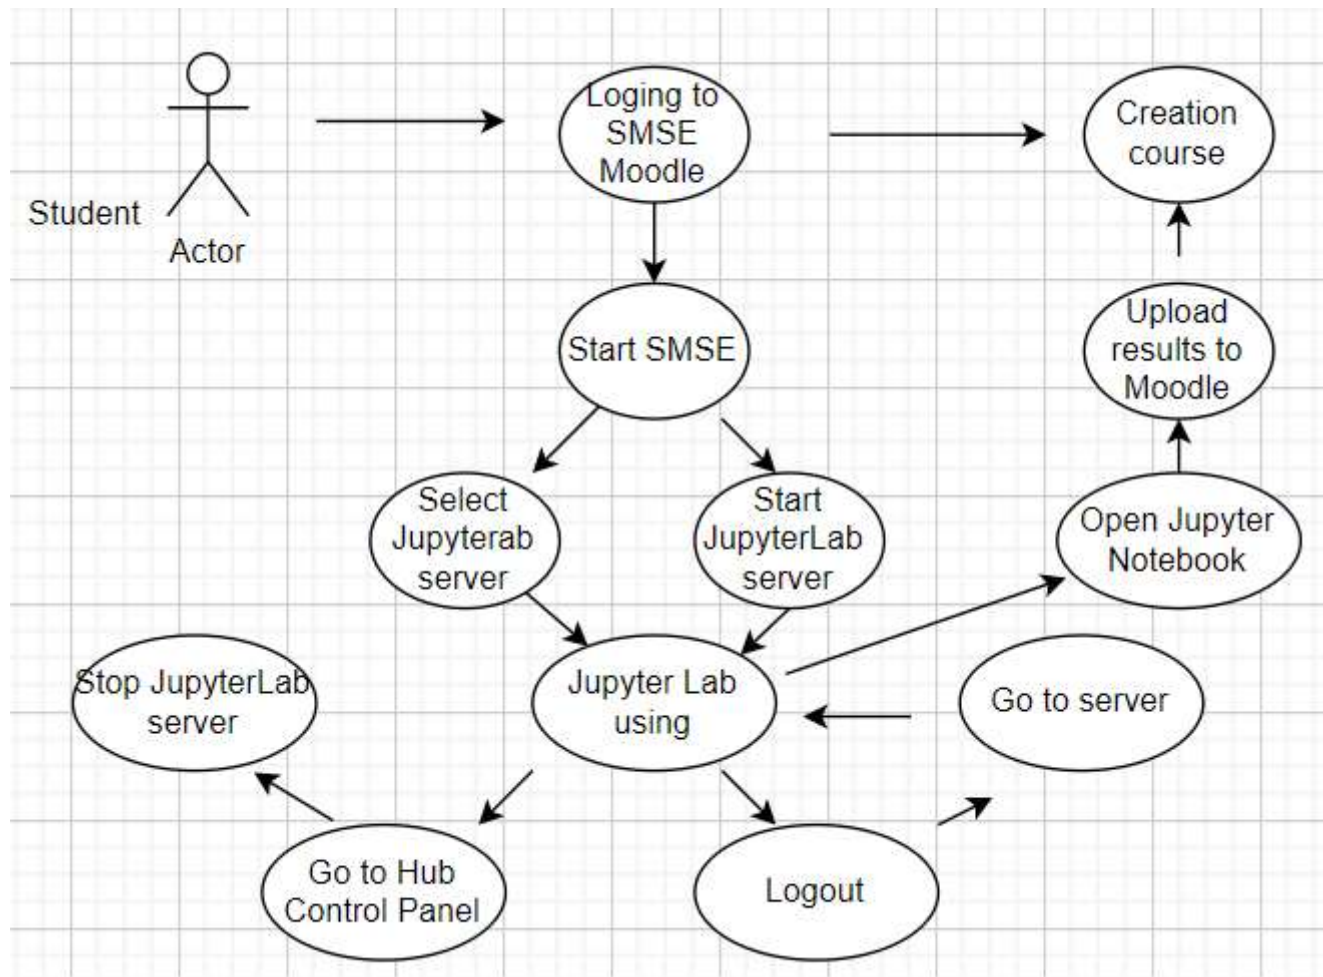 Loging to
SMSE
Moodle
Creation
course
Student
Actor
Start SMSE
Upload
results to
Moodle
Select
Jupyterab
server
Start
JupyterLab
server
Open Jupyter
Notebook
Stop JupyterLab
server
Jupyter Lab
using
Go to server
Go to Hub
Control Panel
Logout